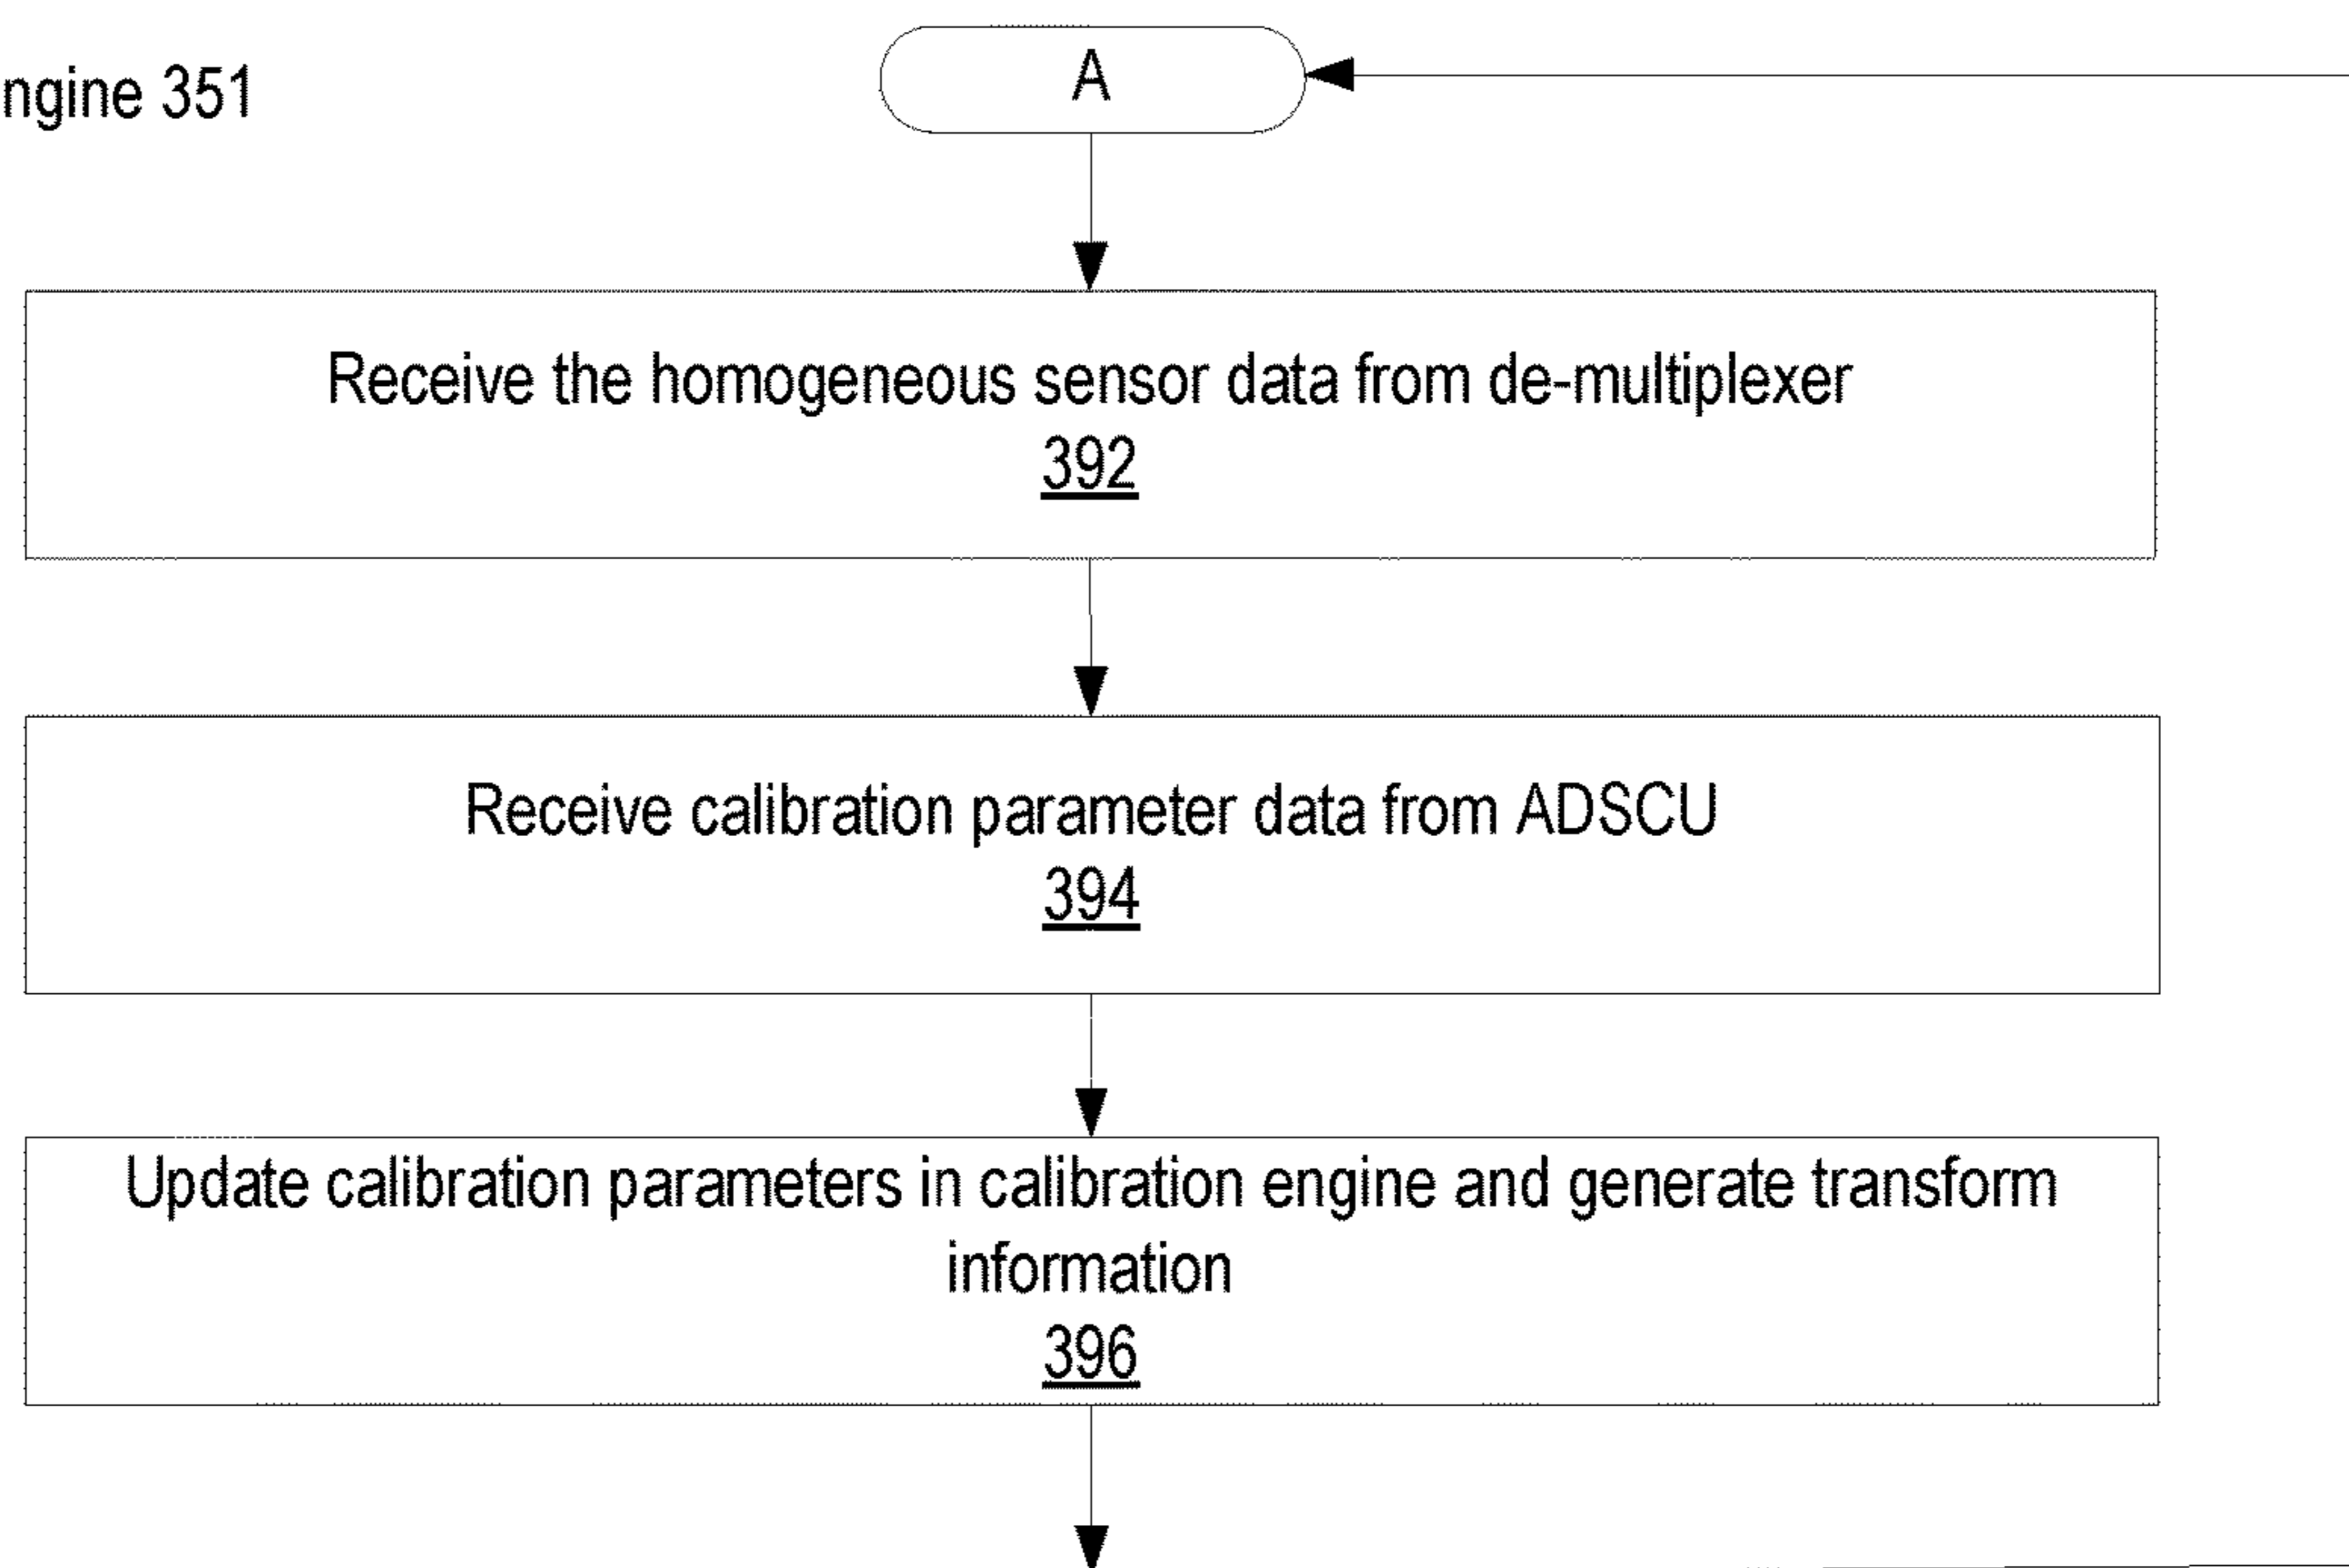 ngine 351
A
Receive the homogeneous sensor data from de-multiplexer
392
Receive calibration parameter data from ADSCU
394
Update calibration parameters in calibration engine and generate transform
information
396